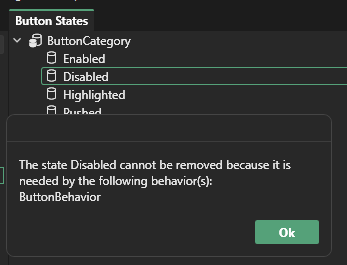 Button States
ButtonCategory
Enabled
Disabled
Highlighted
Pushed
The state Disabled cannot be removed because it is
needed by the following behavior(s):
ButtonBehavior
Ok